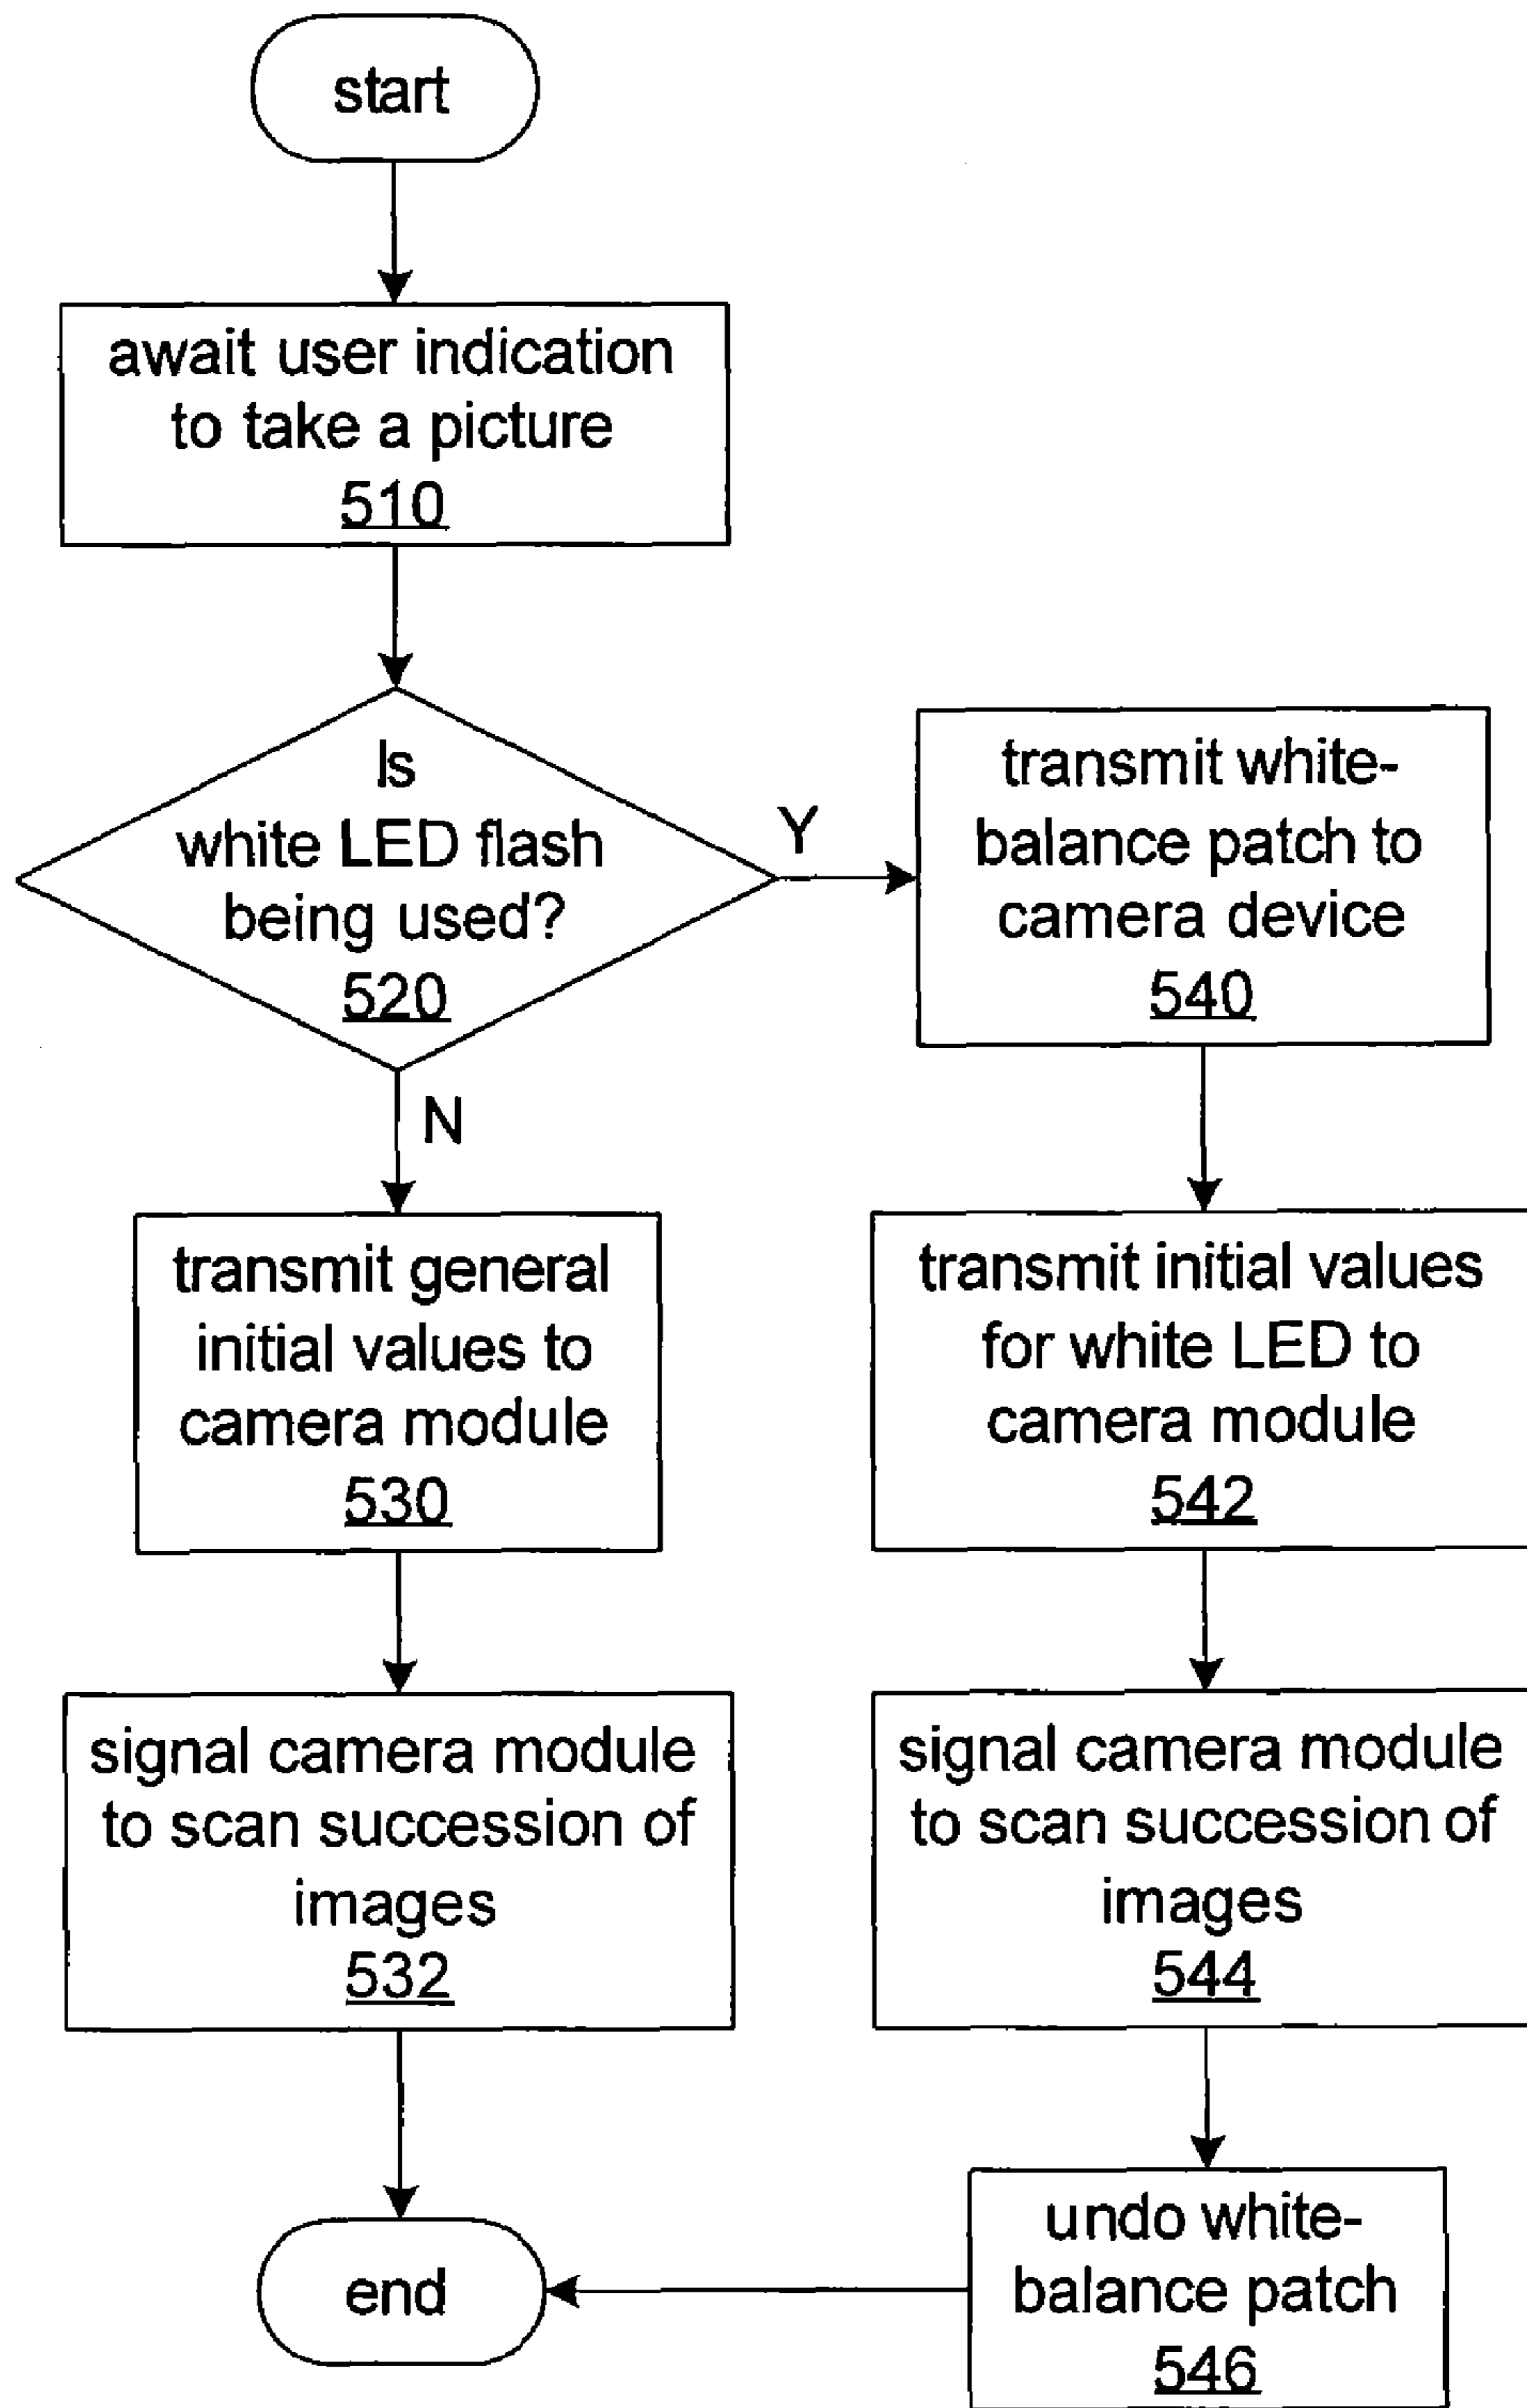 start
await user indication
to take a picture
510
Is
white LED flash
being used?
520
Y
N
transmit general
initial values to
camera module
530
signal camera module
to scan succession of
images
532
end
transmit white-
balance patch to
camera device
540
transmit initial values
for white LED to
camera module
542
signal camera module
to scan succession of
images
544
undo white-
balance patch
546